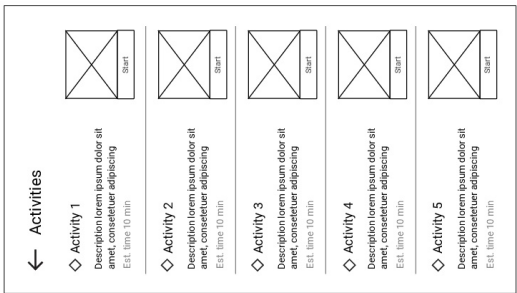 Activities
Activity 1
Description lorem ipsum dolor sit
amet, consetetuer adipiscing
Est. time 10 min
Start
Activity 2
Description lorem ipsum dolor sit
amet, consetetuer adipiscing
Est. time 10 min
Start
Activity 3
Description lorem ipsum dolor sit
amet, consetetuer adipiscing
Est. time 10 min
Start
Activity 4
Description lorem ipsum dolor sit
amet, consetetuer adipiscing
Est. time 10 min
Start
Activity 5
Description lorem ipsum dolor sit
amet, consetetuer adipiscing
Est. time 10 min
Start